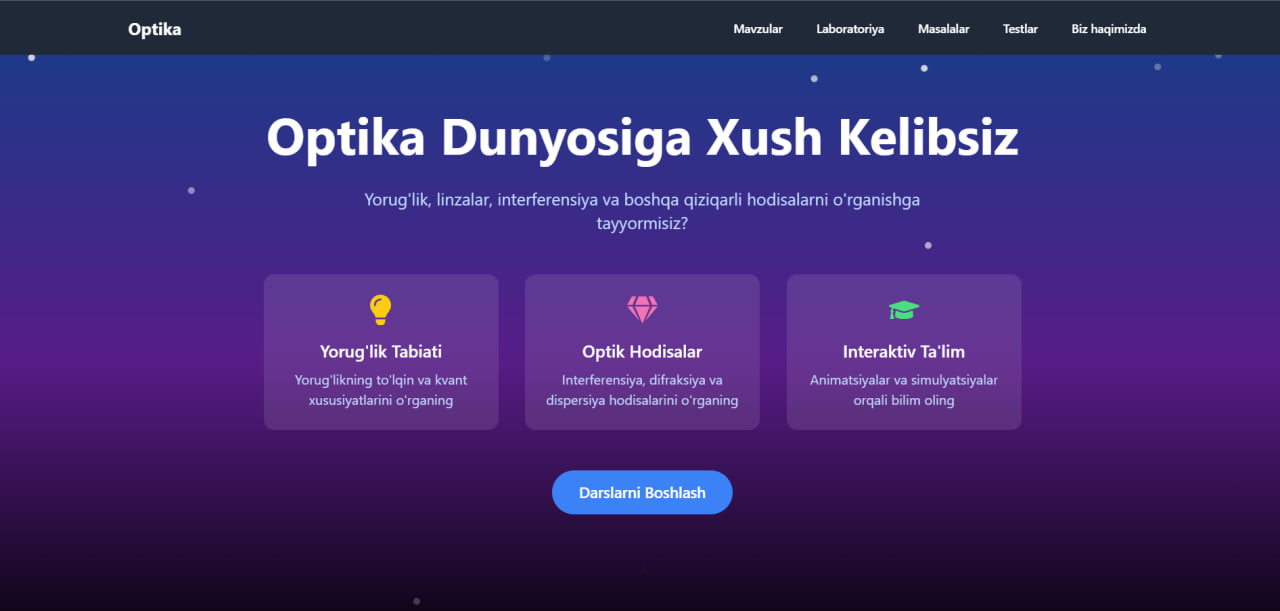 Optika
Mavzular
Laboratoriya
Masalalar
Testlar
Biz haqimizda
Optika Dunyosiga Xush Kelibsiz
Yorug'lik, linzalar, interferensiya va boshqa qiziqarli hodisalarni o'rganishga
tayyormisiz?
Yorug'lik Tabiati
Yorug'likning to'lqin va kvant
xususiyatlarini o'rganing
Optik Hodisalar
Interferensiya, difraksiya va
dispersiya hodisalarini o'rganing
Interaktiv Ta'lim
Animatsiyalar va simulyatsiyalar
orqali bilim oling
Darslarni Boshlash